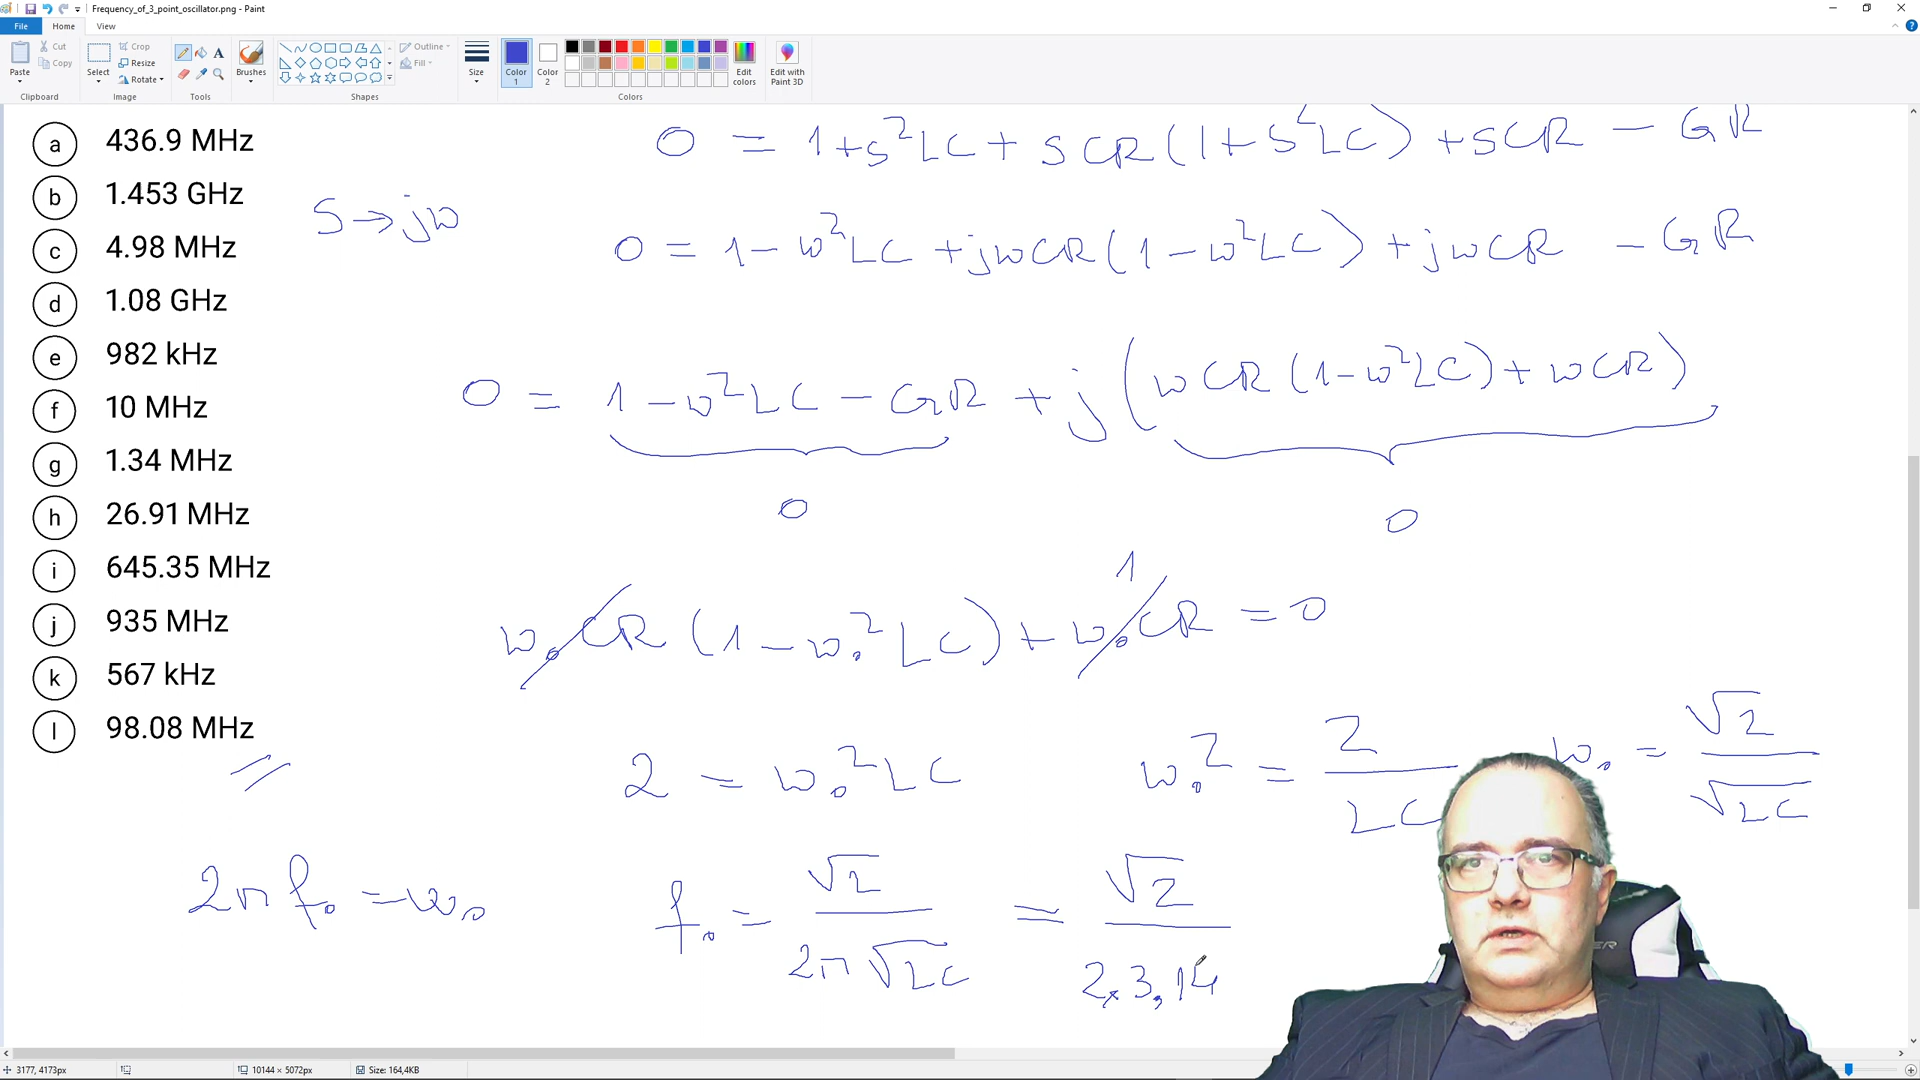 Frequency_of_3_point_oscillator.png - Paint
File Home View
Paste Cut Copy Select Crop Resize Rotate Brushes Outline Fill Size Color 1 Color 2 Edit colors Edit with Paint 3D
Clipboard Image Tools Shapes Colors
a 436.9 MHz
b 1.453 GHz
c 4.98 MHz
d 1.08 GHz
e 982 kHz
f 10 MHz
g 1.34 MHz
h 26.91 MHz
i 645.35 MHz
j 935 MHz
k 567 kHz
l 98.08 MHz
0 = 1+s²LC + sCR(1+s²LC) + sCR − GR
s→jω
0 = 1 − ω²LC + jωCR(1−ω²LC) + jωCR − GR
0 = 1 − ω²LC − GR + j(ωCR(1−ω²LC) + ωCR)
0 0
1
ω₀CR(1−ω₀²LC) + ω₀CR = 0
2 = ω₀²LC ω₀² = 2/LC ω₀ = √2/√LC
2πf₀ = ω₀ f₀ = √2/2π√LC = √2/2.3,14
3177, 4173px 10144 × 5072px Size: 164,4KB